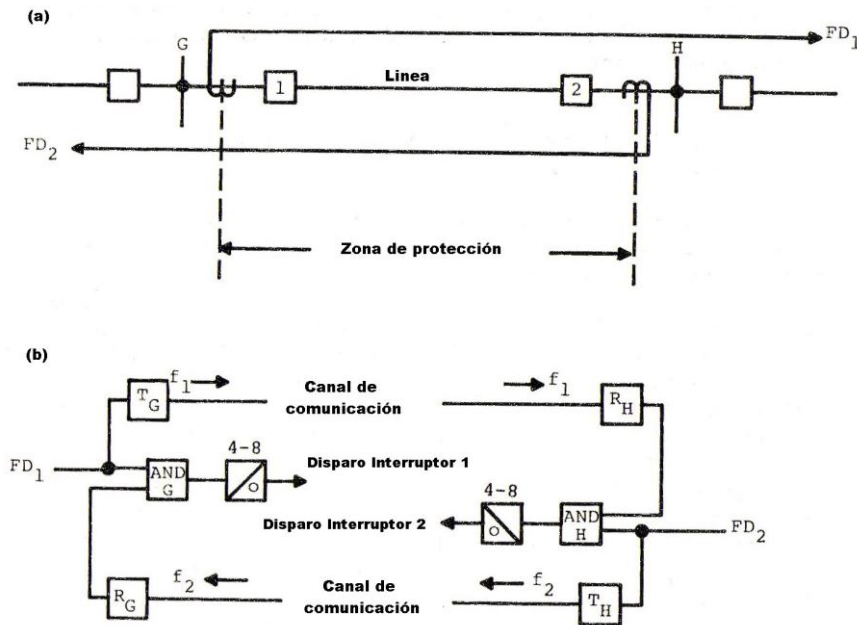 (a)
G
FD1
H
1
Linea
2
FD2
Zona de protección
(b)
f1
Canal de
comunicación
f1
TG
RH
4-8
Disparo Interruptor 1
FD1
AND
G
O
4-8
Disparo Interruptor 2
O
AND
H
FD2
f2
Canal de
comunicación
f2
RG
TH